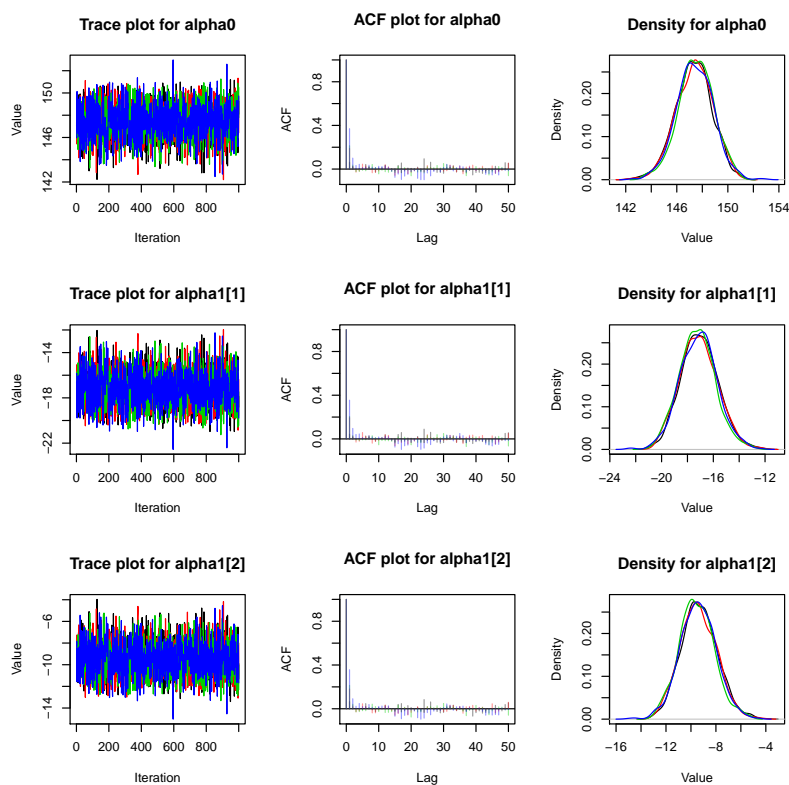 Trace plot for alpha0
Value
142 146 150
0 200 400 600 800
Iteration
ACF plot for alpha0
ACF
0.0 0.4 0.8
0 10 20 30 40 50
Lag
Density for alpha0
Density
0.00 0.10 0.20
142 146 150 154
Value
Trace plot for alpha1[1]
Value
−22 −18 −14
0 200 400 600 800
Iteration
ACF plot for alpha1[1]
ACF
0.0 0.4 0.8
0 10 20 30 40 50
Lag
Density for alpha1[1]
Density
0.00 0.10 0.20
−24 −20 −16 −12
Value
Trace plot for alpha1[2]
Value
−14 −10 −6
0 200 400 600 800
Iteration
ACF plot for alpha1[2]
ACF
0.0 0.4 0.8
0 10 20 30 40 50
Lag
Density for alpha1[2]
Density
0.00 0.10 0.20
−16 −12 −8 −4
Value